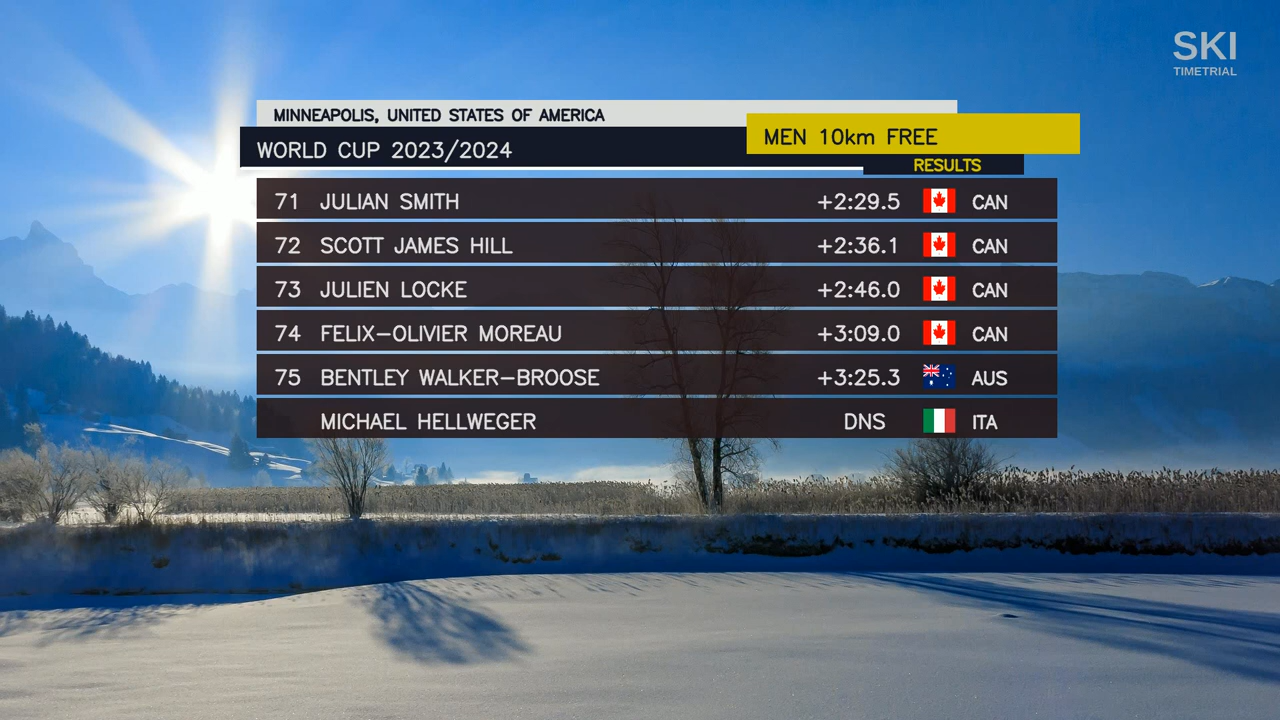 SKI
TIMETRIAL
MINNEAPOLIS, UNITED STATES OF AMERICA
WORLD CUP 2023/2024
MEN 10km FREE
RESULTS
71 JULIAN SMITH +2:29.5 CAN
72 SCOTT JAMES HILL +2:36.1 CAN
73 JULIEN LOCKE +2:46.0 CAN
74 FELIX-OLIVIER MOREAU +3:09.0 CAN
75 BENTLEY WALKER-BROOSE +3:25.3 AUS
MICHAEL HELLWEGER DNS ITA